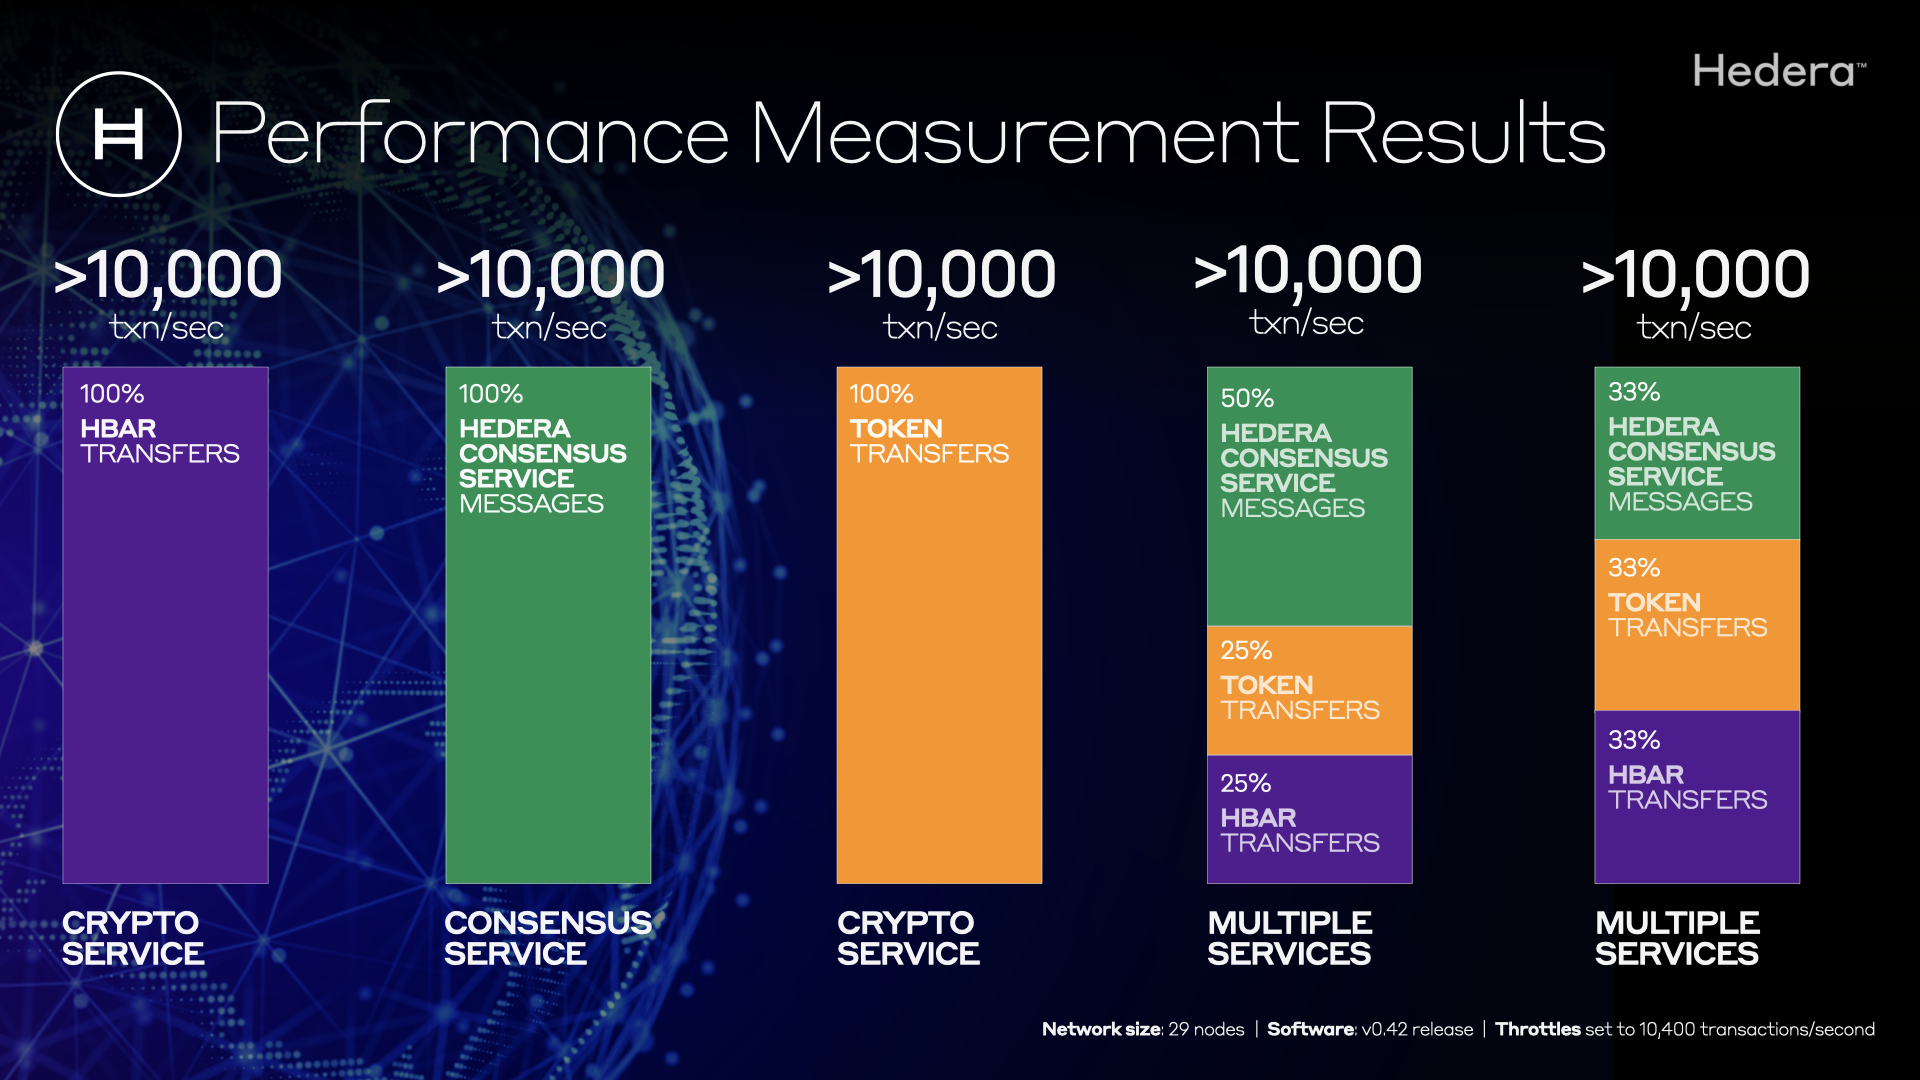 Hedera™
H Performance Measurement Results
>10,000
txn/sec
100%
HBAR
TRANSFERS
CRYPTO
SERVICE
>10,000
txn/sec
100%
HEDERA
CONSENSUS
SERVICE
MESSAGES
CONSENSUS
SERVICE
>10,000
txn/sec
100%
TOKEN
TRANSFERS
CRYPTO
SERVICE
>10,000
txn/sec
50%
HEDERA
CONSENSUS
SERVICE
MESSAGES
25%
TOKEN
TRANSFERS
25%
HBAR
TRANSFERS
MULTIPLE
SERVICES
>10,000
txn/sec
33%
HEDERA
CONSENSUS
SERVICE
MESSAGES
33%
TOKEN
TRANSFERS
33%
HBAR
TRANSFERS
MULTIPLE
SERVICES
Network size: 29 nodes | Software: v0.42 release | Throttles set to 10,400 transactions/second